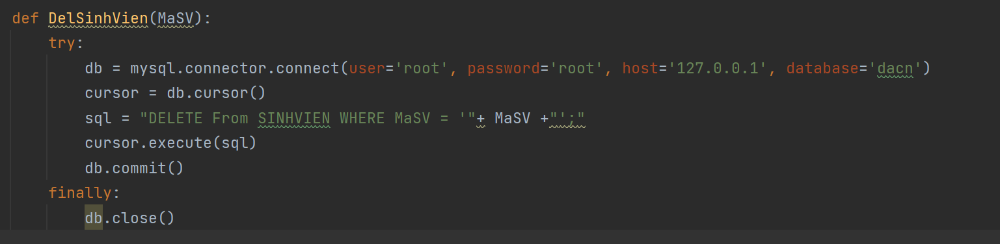 def DelSinhVien(MaSV):
    try:
        db = mysql.connector.connect(user='root', password='root', host='127.0.0.1', database='dacn')
        cursor = db.cursor()
        sql = "DELETE From SINHVIEN WHERE MaSV = '"+ MaSV +"';"
        cursor.execute(sql)
        db.commit()
    finally:
        db.close()